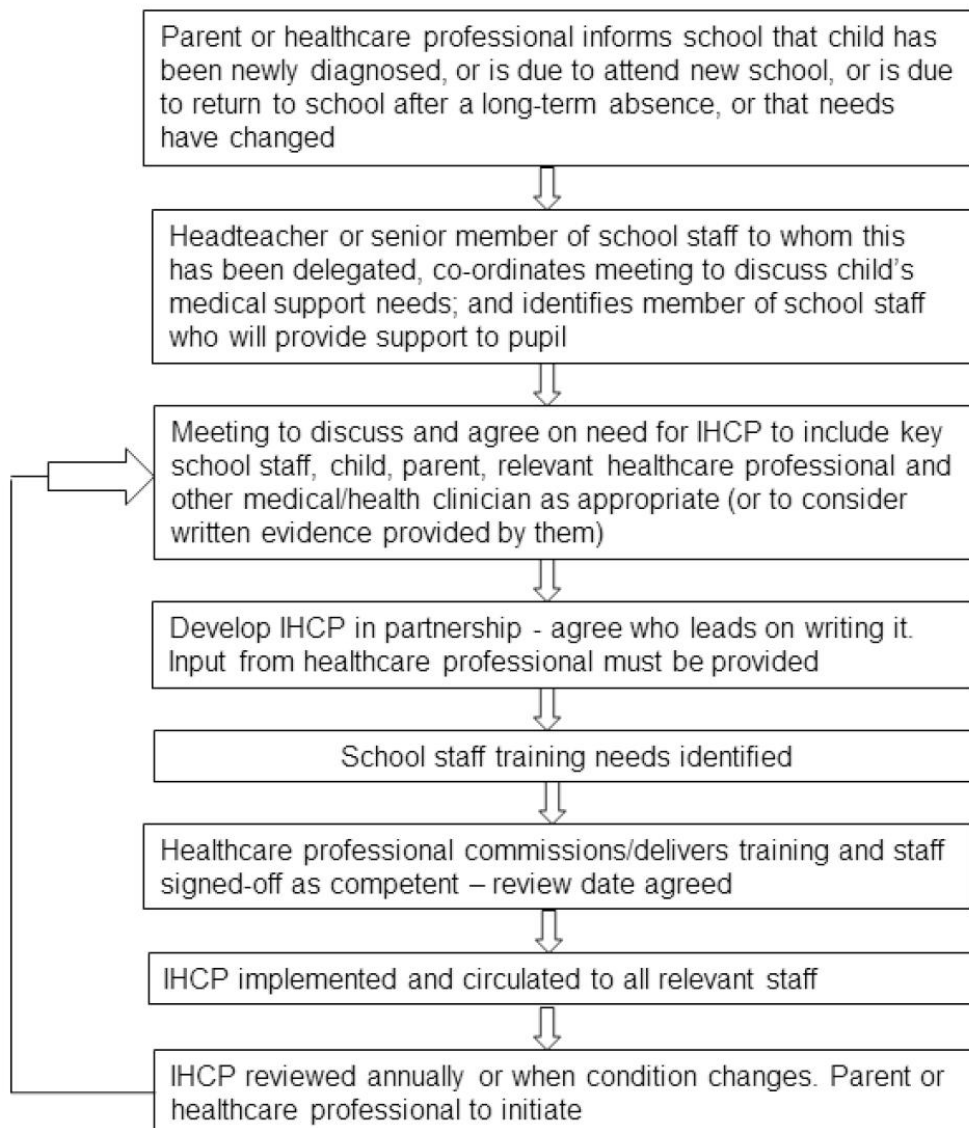 Parent or healthcare professional informs school that child has
been newly diagnosed, or is due to attend new school, or is due
to return to school after a long-term absence, or that needs
have changed
Headteacher or senior member of school staff to whom this
has been delegated, co-ordinates meeting to discuss child's
medical support needs; and identifies member of school staff
who will provide support to pupil
Meeting to discuss and agree on need for IHCP to include key
school staff, child, parent, relevant healthcare professional and
other medical/health clinician as appropriate (or to consider
written evidence provided by them)
Develop IHCP in partnership - agree who leads on writing it.
Input from healthcare professional must be provided
School staff training needs identified
Healthcare professional commissions/delivers training and staff
signed-off as competent – review date agreed
IHCP implemented and circulated to all relevant staff
IHCP reviewed annually or when condition changes. Parent or
healthcare professional to initiate